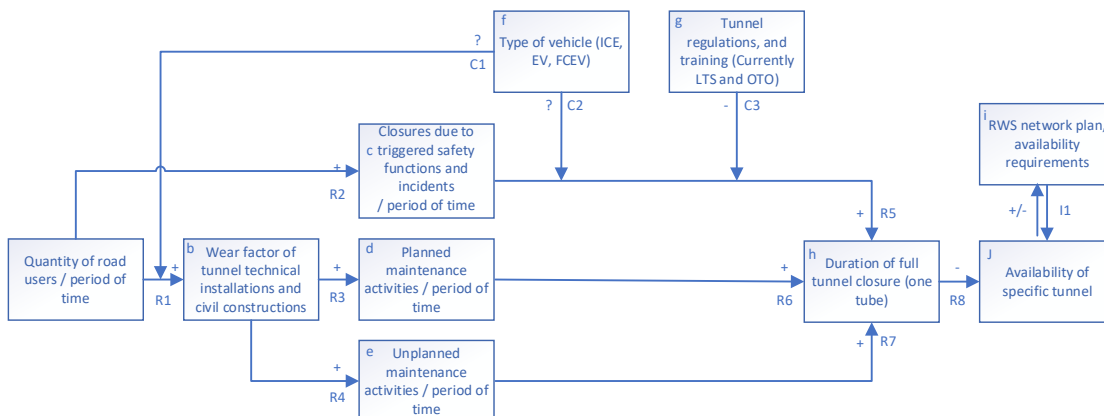 f
Type of vehicle (ICE,
EV, FCEV)
g
Tunnel
regulations, and
training (Currently
LTS and OTO)
?
C1
?
C2
-
C3
i
RWS network plan,
availability
requirements
Closures due to
c triggered safety
functions and
incidents
/ period of time
+
R2
+/-
I1
+
R5
Quantity of road
users / period of
time
+
R1
b
Wear factor of
tunnel technical
installations and
civil constructions
+
R3
d
Planned
maintenance
activities / period of
time
+
R6
h
Duration of full
tunnel closure (one
tube)
-
R8
J
Availability of
specific tunnel
+
R4
e
Unplanned
maintenance
activities / period of
time
+
R7